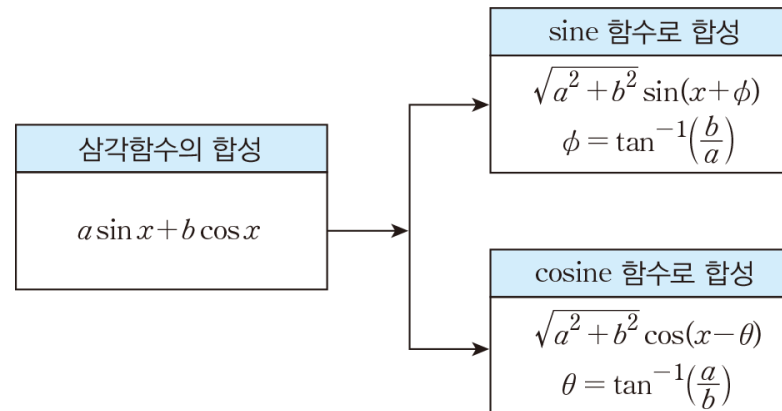 삼각함수의 합성
a sin x + b cos x
sine 함수로 합성
√(a² + b²) sin(x + ϕ)
ϕ = tan⁻¹(b/a)
cosine 함수로 합성
√(a² + b²) cos(x − θ)
θ = tan⁻¹(a/b)